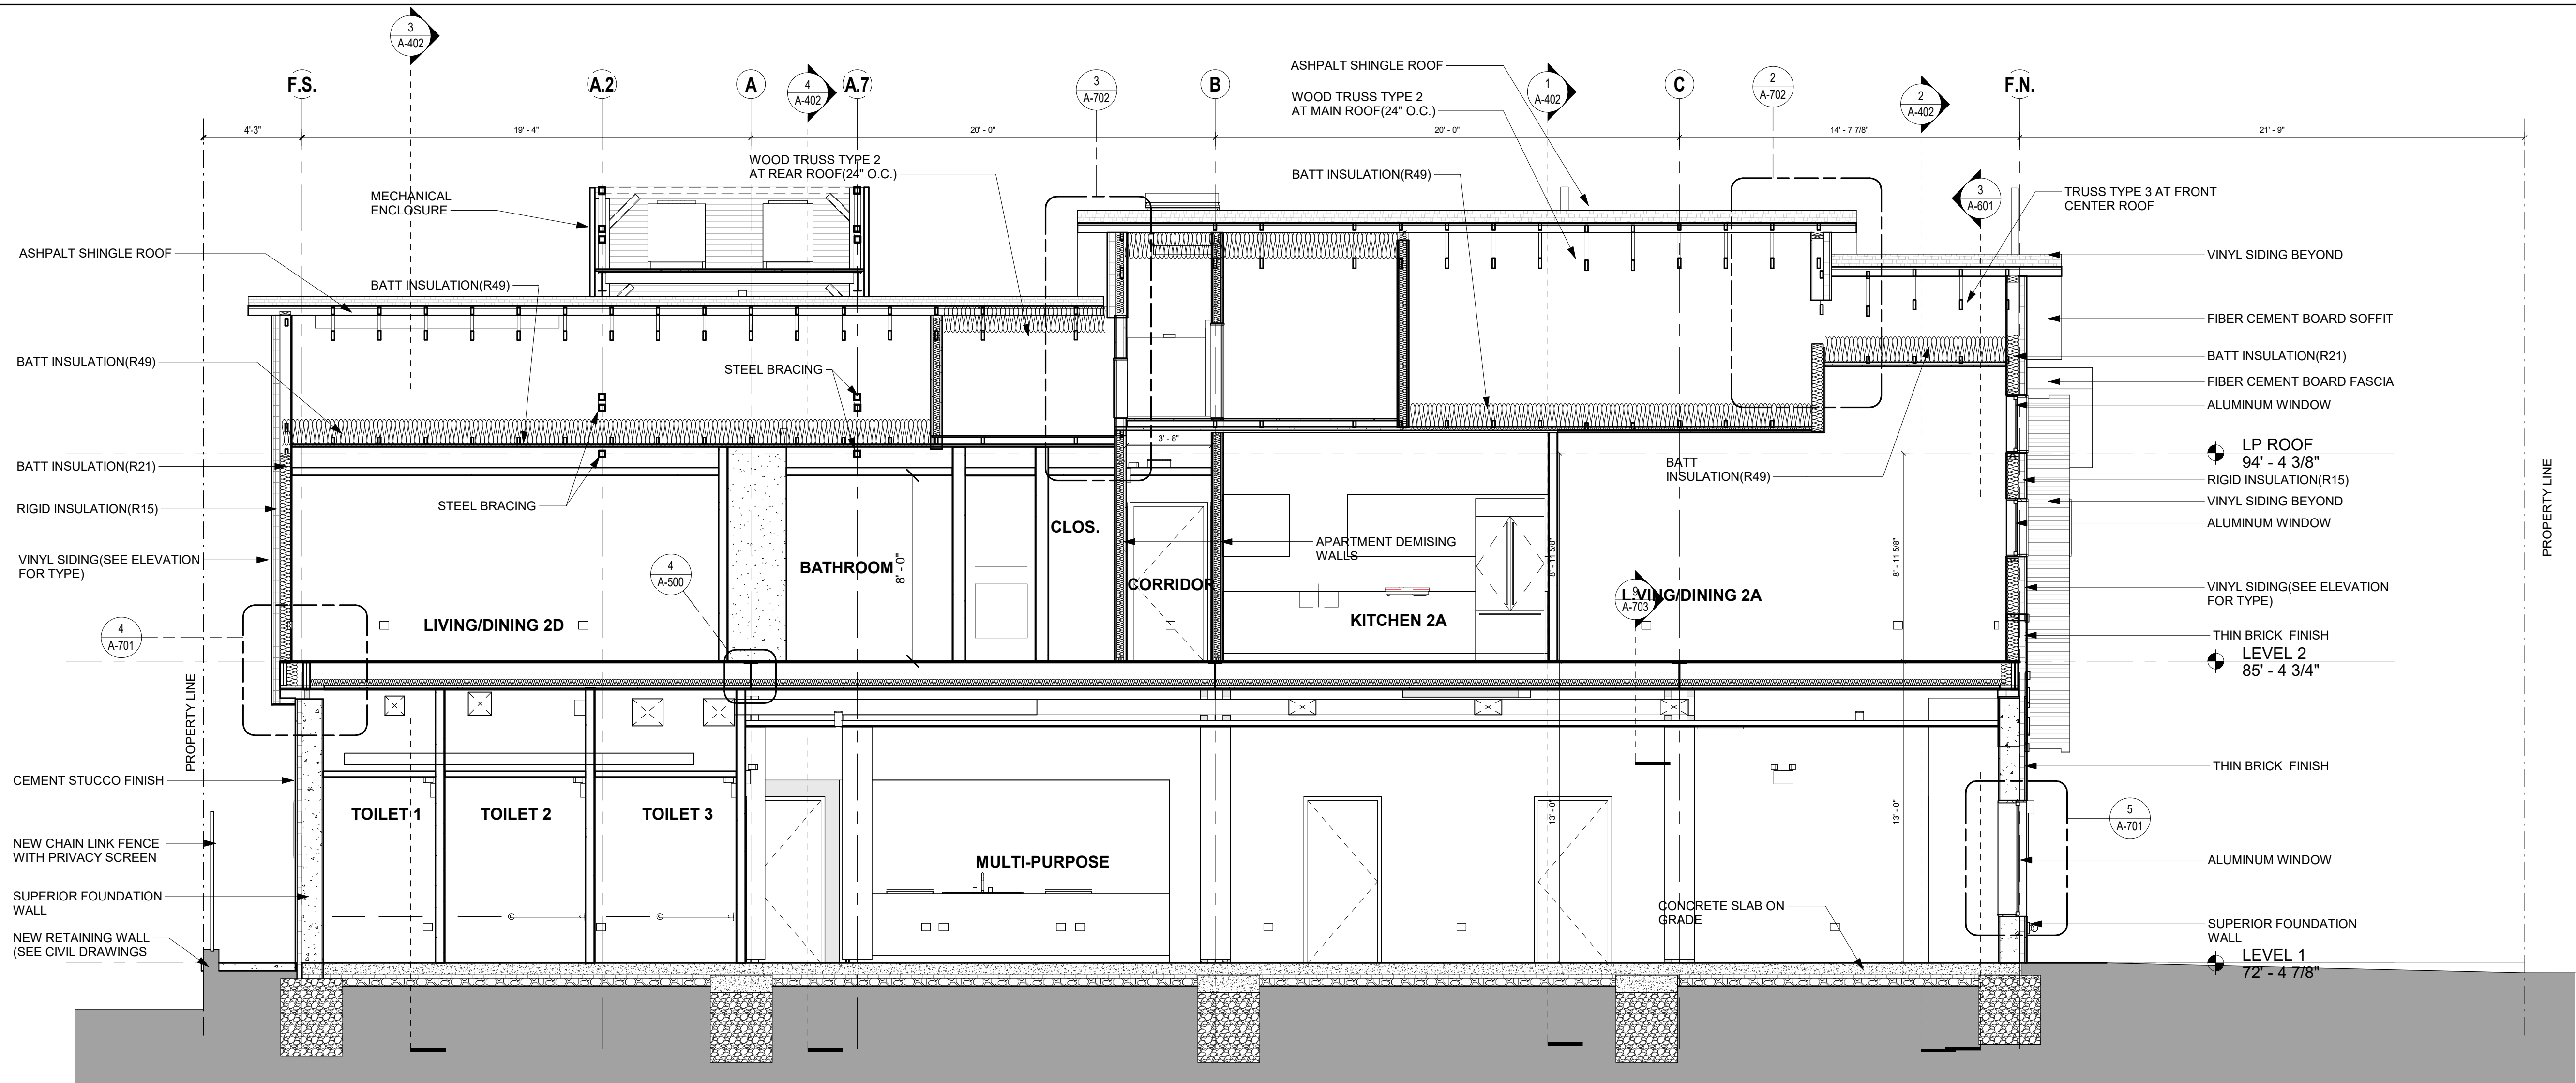 3
A-402
F.S.
A.2
A
4
A-402
A.7
3
A-702
B
1
A-402
C
2
A-702
2
A-402
F.N.
4'-3"
19' - 4"
20' - 0"
20' - 0"
14' - 7 7/8"
21' - 9"
ASHPALT SHINGLE ROOF
WOOD TRUSS TYPE 2
AT MAIN ROOF(24" O.C.)
WOOD TRUSS TYPE 2
AT REAR ROOF(24" O.C.)
BATT INSULATION(R49)
MECHANICAL
ENCLOSURE
3
A-601
TRUSS TYPE 3 AT FRONT
CENTER ROOF
ASHPALT SHINGLE ROOF
BATT INSULATION(R49)
VINYL SIDING BEYOND
FIBER CEMENT BOARD SOFFIT
BATT INSULATION(R49)
STEEL BRACING
BATT INSULATION(R21)
FIBER CEMENT BOARD FASCIA
ALUMINUM WINDOW
3' - 8"
LP ROOF
94' - 4 3/8"
BATT INSULATION(R21)
BATT
INSULATION(R49)
RIGID INSULATION(R15)
STEEL BRACING
RIGID INSULATION(R15)
VINYL SIDING BEYOND
ALUMINUM WINDOW
CLOS.
APARTMENT DEMISING
WALLS
8' - 11 5/8"
8' - 11 5/8"
VINYL SIDING(SEE ELEVATION
FOR TYPE)
4
A-500
BATHROOM
8' - 0"
CORRIDOR
9
A-703
LIVING/DINING 2A
VINYL SIDING(SEE ELEVATION
FOR TYPE)
4
A-701
LIVING/DINING 2D
KITCHEN 2A
THIN BRICK FINISH
LEVEL 2
85' - 4 3/4"
PROPERTY LINE
PROPERTY LINE
CEMENT STUCCO FINISH
THIN BRICK FINISH
TOILET 1
TOILET 2
TOILET 3
13' - 0"
13' - 0"
5
A-701
NEW CHAIN LINK FENCE
WITH PRIVACY SCREEN
MULTI-PURPOSE
ALUMINUM WINDOW
SUPERIOR FOUNDATION
WALL
CONCRETE SLAB ON
GRADE
SUPERIOR FOUNDATION
WALL
NEW RETAINING WALL
(SEE CIVIL DRAWINGS
LEVEL 1
72' - 4 7/8"